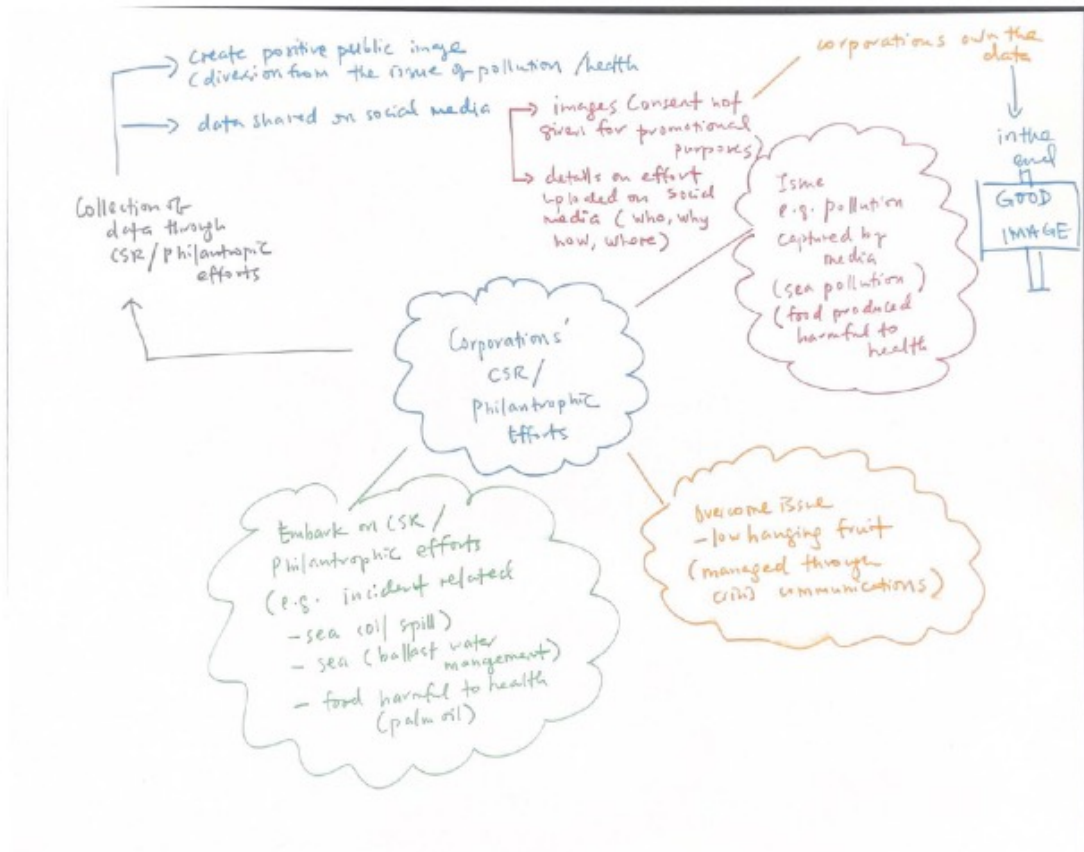 create positive public image
(diversion from the issue of pollution /health
data shared on social media
images Consent not
given for promotional
purposes)
details on effort
uploaded on social
media (who, why
how, where)
corporations own the
data
in the
end
GOOD
IMAGE
Collection of
data through
CSR/Philantropic
efforts
Issue
e.g. pollution
captured by
media
(sea pollution)
(food produced
harmful to
health
Corporations'
CSR/
Philantrophic
Efforts
Embark on CSR/
Philantrophic efforts
(e.g. incident related
- sea (oil spill)
- sea (ballast water
mangement)
- food harmful to health
(palm oil)
Overcome issue
- low hanging fruit
(managed through
crisis communications)